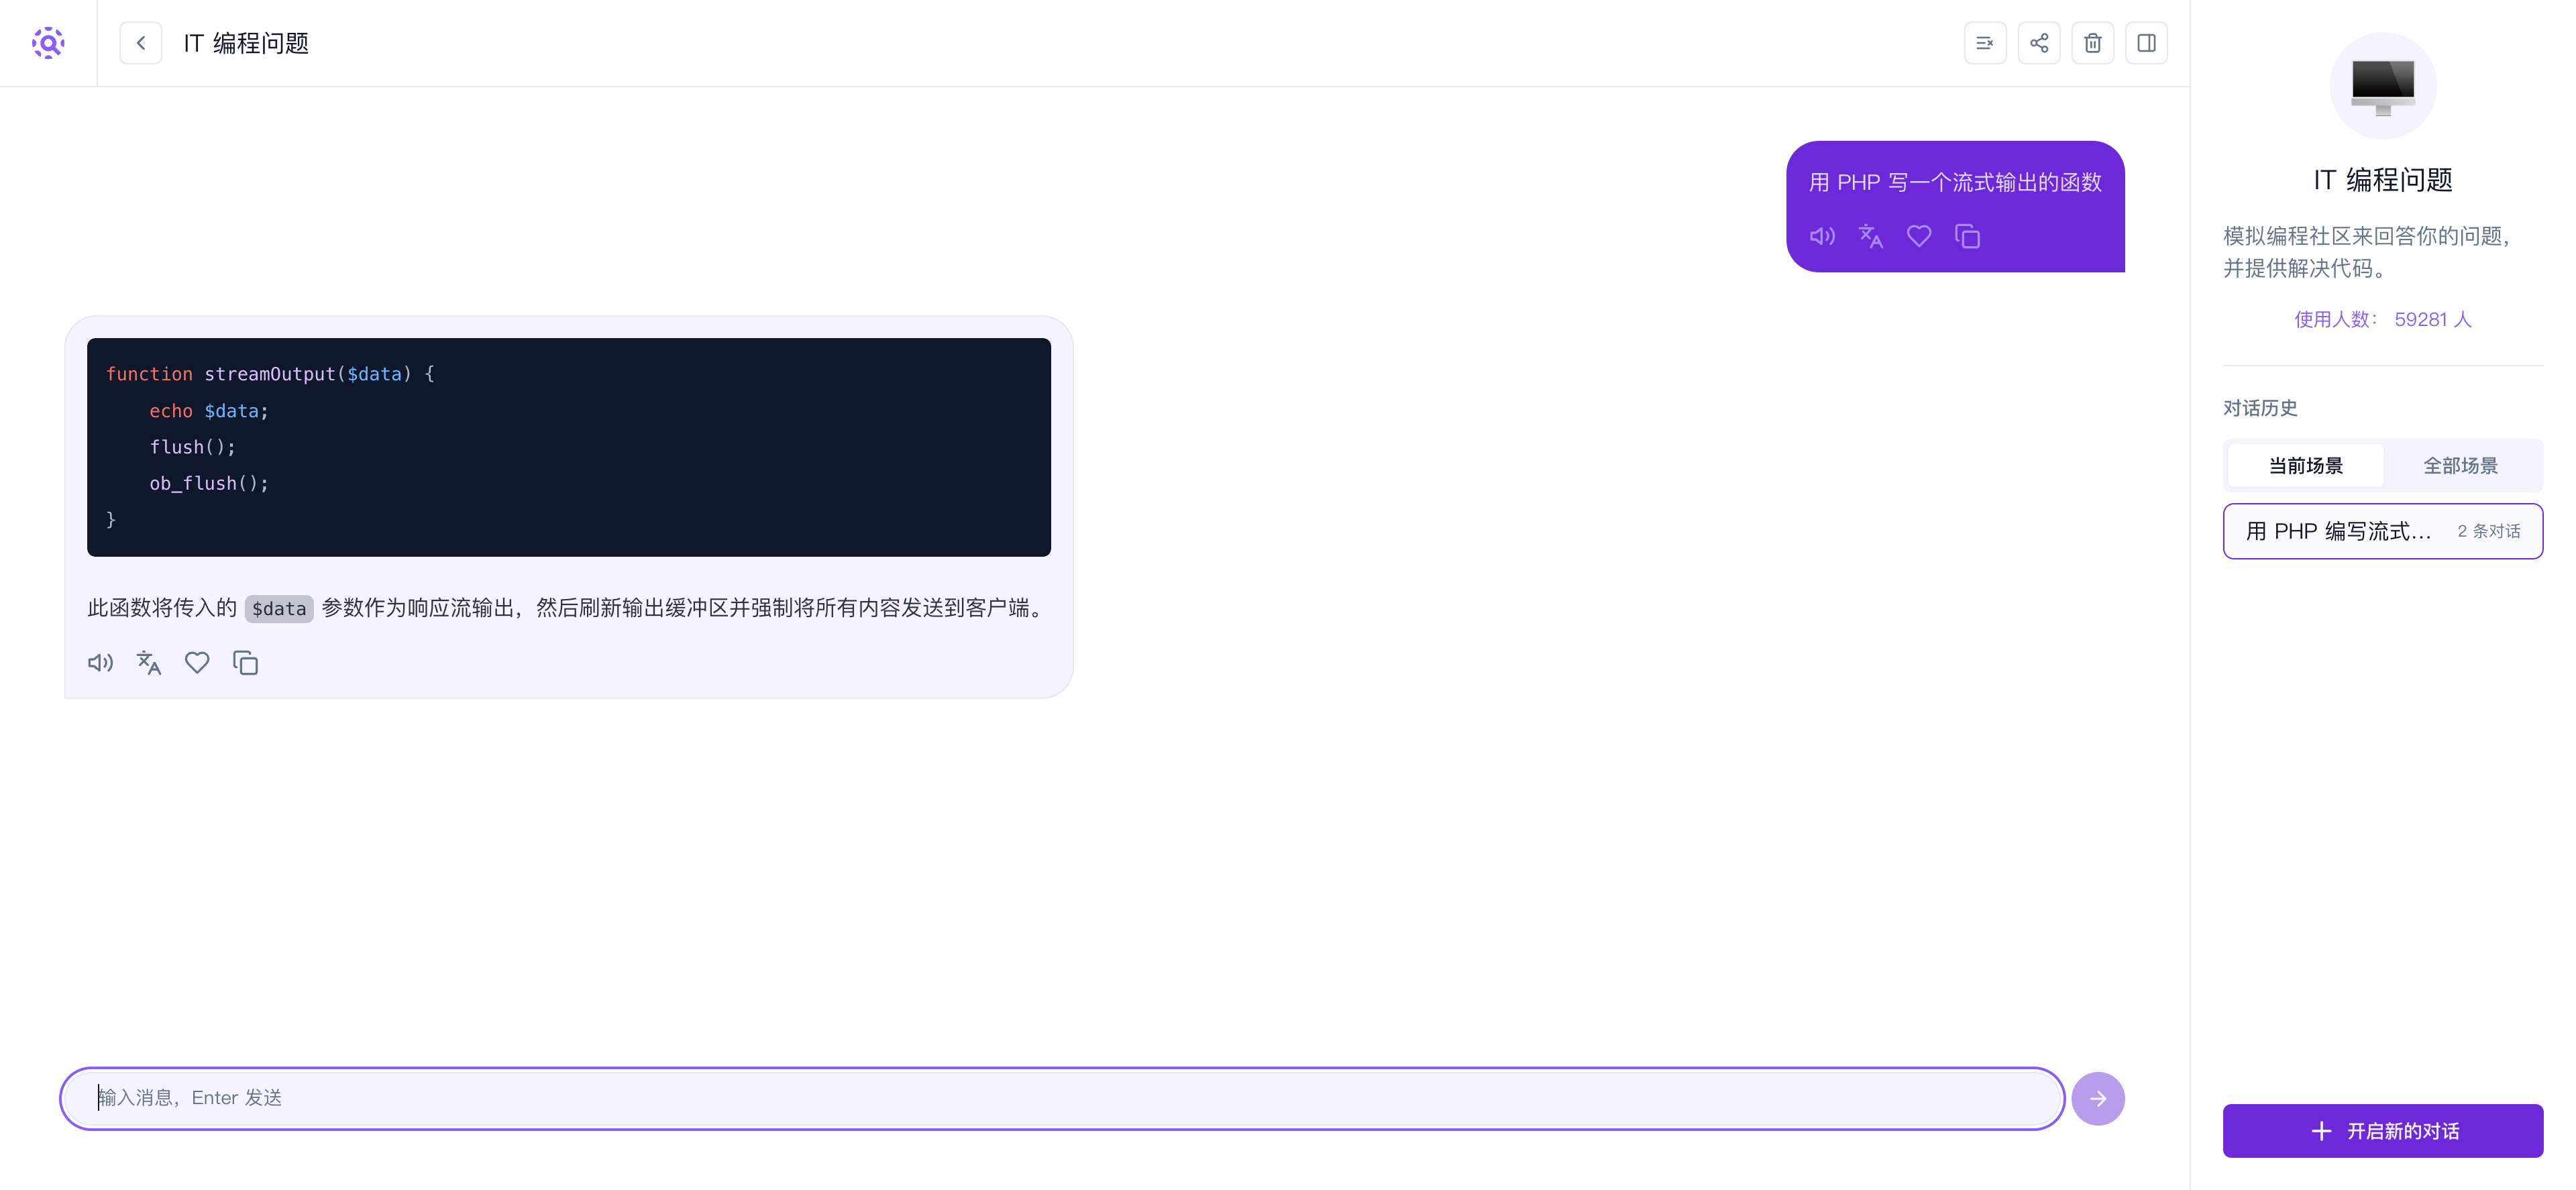 IT 编程问题
用 PHP 写一个流式输出的函数
function streamOutput($data) {
    echo $data;
    flush();
    ob_flush();
}
此函数将传入的 $data 参数作为响应流输出，然后刷新输出缓冲区并强制将所有内容发送到客户端。
输入消息，Enter 发送
IT 编程问题
模拟编程社区来回答你的问题，
并提供解决代码。
使用人数： 59281 人
对话历史
当前场景 全部场景
用 PHP 编写流式... 2 条对话
开启新的对话